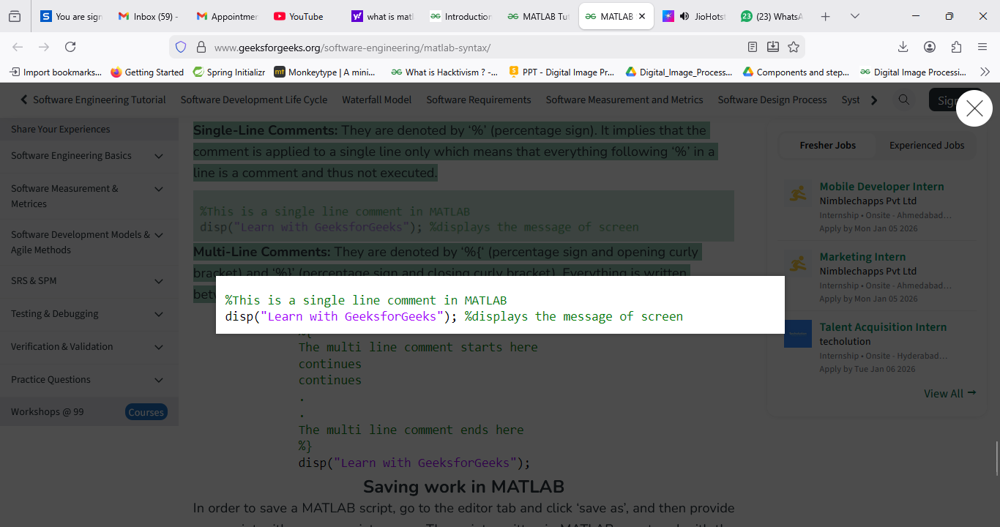 You are sign
Inbox (59) -
Appointmer
YouTube
what is matl
Introduction
MATLAB Tut
MATLAB
JioHots
(23) WhatsA
www.geeksforgeeks.org/software-engineering/matlab-syntax/
Import bookmarks...
Getting Started
Spring Initializr
Monkeytype | A mini...
What is Hacktivism ? -...
PPT - Digital Image Pr...
Digital_Image_Process...
Components and step...
Digital Image Processi...
Software Engineering Tutorial
Software Development Life Cycle
Waterfall Model
Software Requirements
Software Measurement and Metrics
Software Design Process
Syst
Sign
Share Your Experiences
Software Engineering Basics
Software Measurement &
Metrices
Software Development Models &
Agile Methods
SRS & SPM
Testing & Debugging
Verification & Validation
Practice Questions
Workshops @ 99
Courses
Single-Line Comments: They are denoted by ‘%’ (percentage sign). It implies that the
comment is applied to a single line only which means that everything following ‘%’ in a
line is a comment and thus not executed.
%This is a single line comment in MATLAB
disp("Learn with GeeksforGeeks"); %displays the message of screen
Multi-Line Comments: They are denoted by ‘%{‘ (percentage sign and opening curly
bracket) and ‘%}’ (percentage sign and closing curly bracket). Everything is written
%This is a single line comment in MATLAB
disp("Learn with GeeksforGeeks"); %displays the message of screen
%{
The multi line comment starts here
continues
continues
.
.
The multi line comment ends here
%}
disp("Learn with GeeksforGeeks");
Saving work in MATLAB
In order to save a MATLAB script, go to the editor tab and click ‘save as’, and then provide
Fresher Jobs
Experienced Jobs
Mobile Developer Intern
Nimblechapps Pvt Ltd
Internship • Onsite - Ahmedabad...
Apply by Mon Jan 05 2026
Marketing Intern
Nimblechapps Pvt Ltd
Internship • Onsite - Ahmedabad...
Apply by Mon Jan 05 2026
Talent Acquisition Intern
techolution
Internship • Onsite - Hyderabad...
Apply by Tue Jan 06 2026
View All